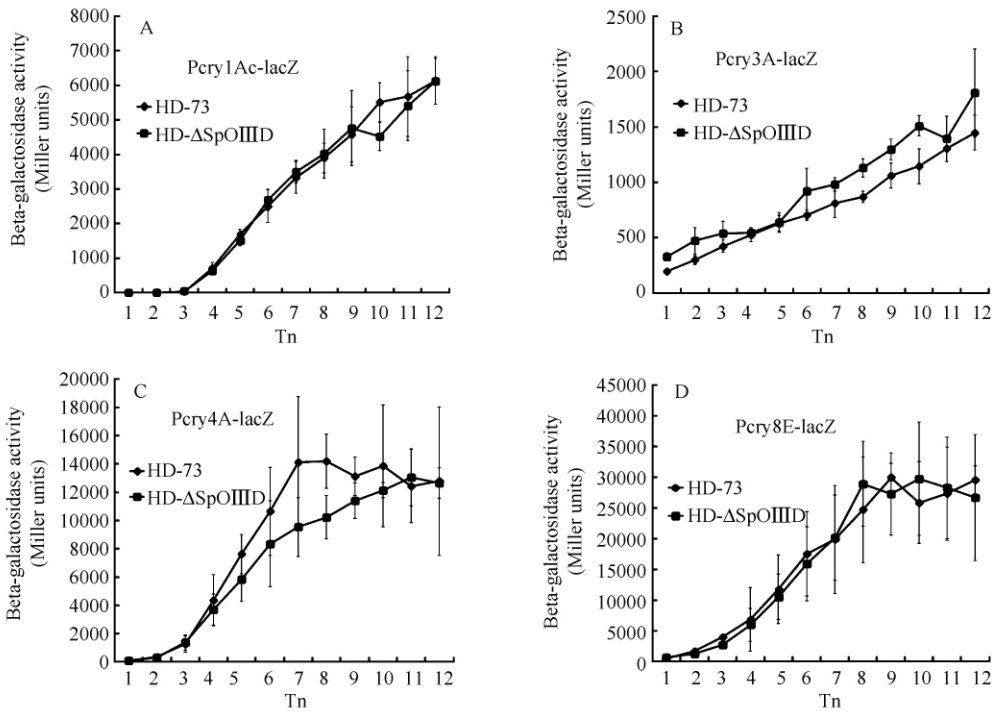 A
Pcry1Ac-lacZ
HD-73
HD-ΔSpOIIID
Beta-galactosidase activity
(Miller units)
8000
7000
6000
5000
4000
3000
2000
1000
0
1 2 3 4 5 6 7 8 9 10 11 12
Tn
B
Pcry3A-lacZ
HD-73
HD-ΔSpOIIID
Beta-galactosidase activity
(Miller units)
2500
2000
1500
1000
500
0
1 2 3 4 5 6 7 8 9 10 11 12
Tn
C
Pcry4A-lacZ
HD-73
HD-ΔSpOIIID
Beta-galactosidase activity
(Miller units)
20000
18000
16000
14000
12000
10000
8000
6000
4000
2000
0
1 2 3 4 5 6 7 8 9 10 11 12
Tn
D
Pcry8E-lacZ
HD-73
HD-ΔSpOIIID
Beta-galactosidase activity
(Miller units)
45000
40000
35000
30000
25000
20000
15000
10000
5000
0
1 2 3 4 5 6 7 8 9 10 11 12
Tn